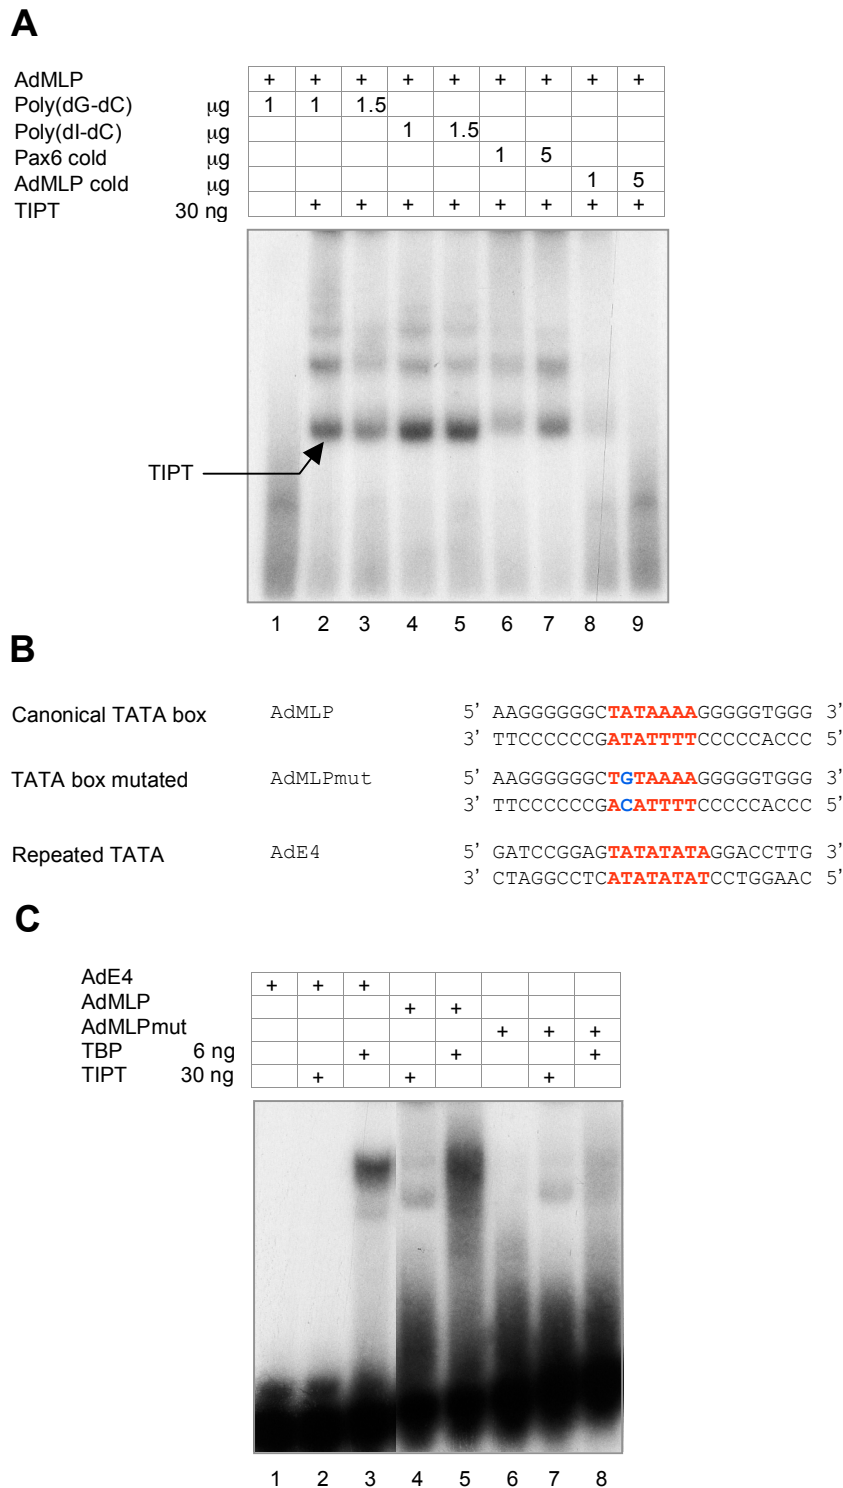 A
AdMLP + + + + + + + + +
Poly(dG-dC) μg 1 1 1.5
Poly(dI-dC) μg 1 1.5
Pax6 cold μg 1 5
AdMLP cold μg 1 5
TIPT 30 ng + + + + + + + +
TIPT
1 2 3 4 5 6 7 8 9
B
Canonical TATA box AdMLP 5' AAGGGGGGCTATAAAAGGGGGTGGG 3'
3' TTCCCCCCGATATTTTCCCCCACCC 5'
TATA box mutated AdMLPmut 5' AAGGGGGGCTGTAAAAGGGGGTGGG 3'
3' TTCCCCCCGACATTTTCCCCCACCC 5'
Repeated TATA AdE4 5' GATCCGGAGTATATATAGGACCTTG 3'
3' CTAGGCCTCATATATATCCTGGAAC 5'
C
AdE4 + + +
AdMLP + +
AdMLPmut + + +
TBP 6 ng + + +
TIPT 30 ng + + +
1 2 3 4 5 6 7 8